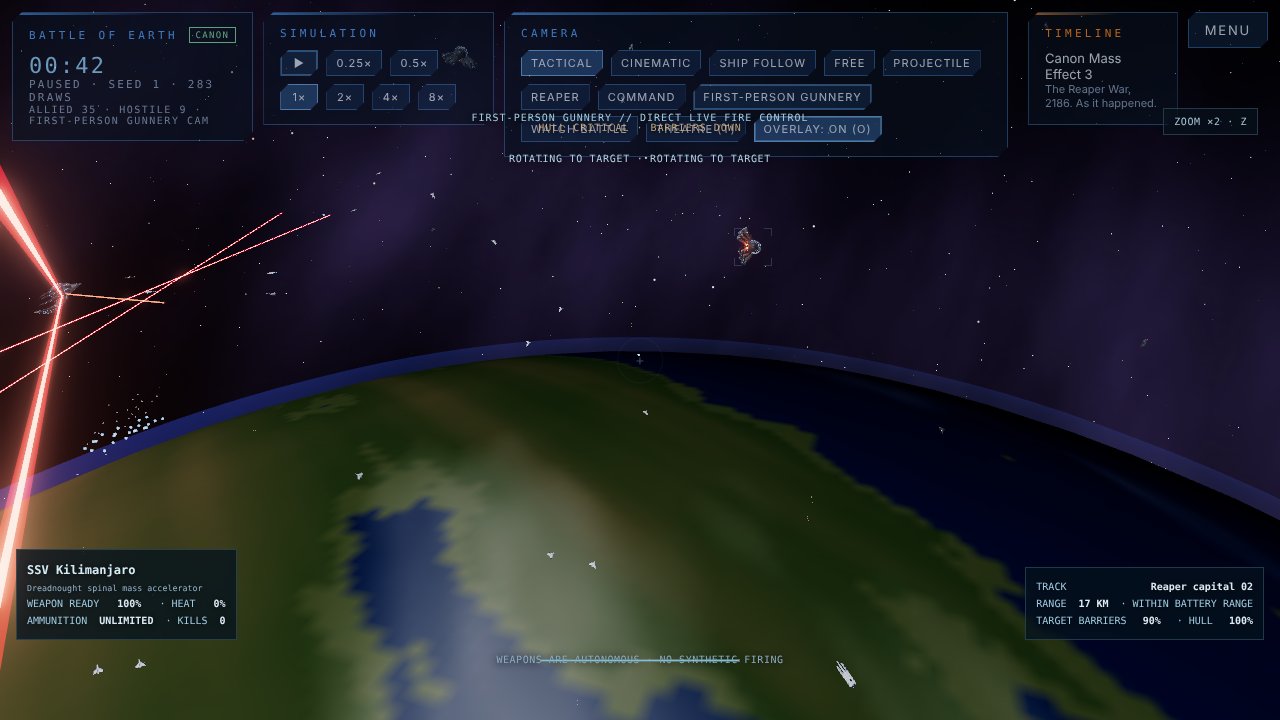 BATTLE OF EARTH CANON
00:42
PAUSED · SEED 1 · 283
DRAWS
ALLIED 35 · HOSTILE 9 ·
FIRST-PERSON GUNNERY CAM
SIMULATION
▶ 0.25× 0.5×
1× 2× 4× 8×
CAMERA
TACTICAL CINEMATIC SHIP FOLLOW FREE PROJECTILE
REAPER COMMAND FIRST-PERSON GUNNERY
FIRST-PERSON GUNNERY // DIRECT LIVE FIRE CONTROL
HULL CRITICAL · BARRIERS DOWN
OVERLAY: ON (O)
ROTATING TO TARGET · ROTATING TO TARGET
TIMELINE
Canon Mass
Effect 3
The Reaper War,
2186. As it happened.
MENU
ZOOM ×2 · Z
SSV Kilimanjaro
Dreadnought spinal mass accelerator
WEAPON READY 100% · HEAT 0%
AMMUNITION UNLIMITED · KILLS 0
TRACK Reaper capital 02
RANGE 17 KM · WITHIN BATTERY RANGE
TARGET BARRIERS 90% · HULL 100%
WEAPONS ARE AUTONOMOUS · NO SYNTHETIC FIRING